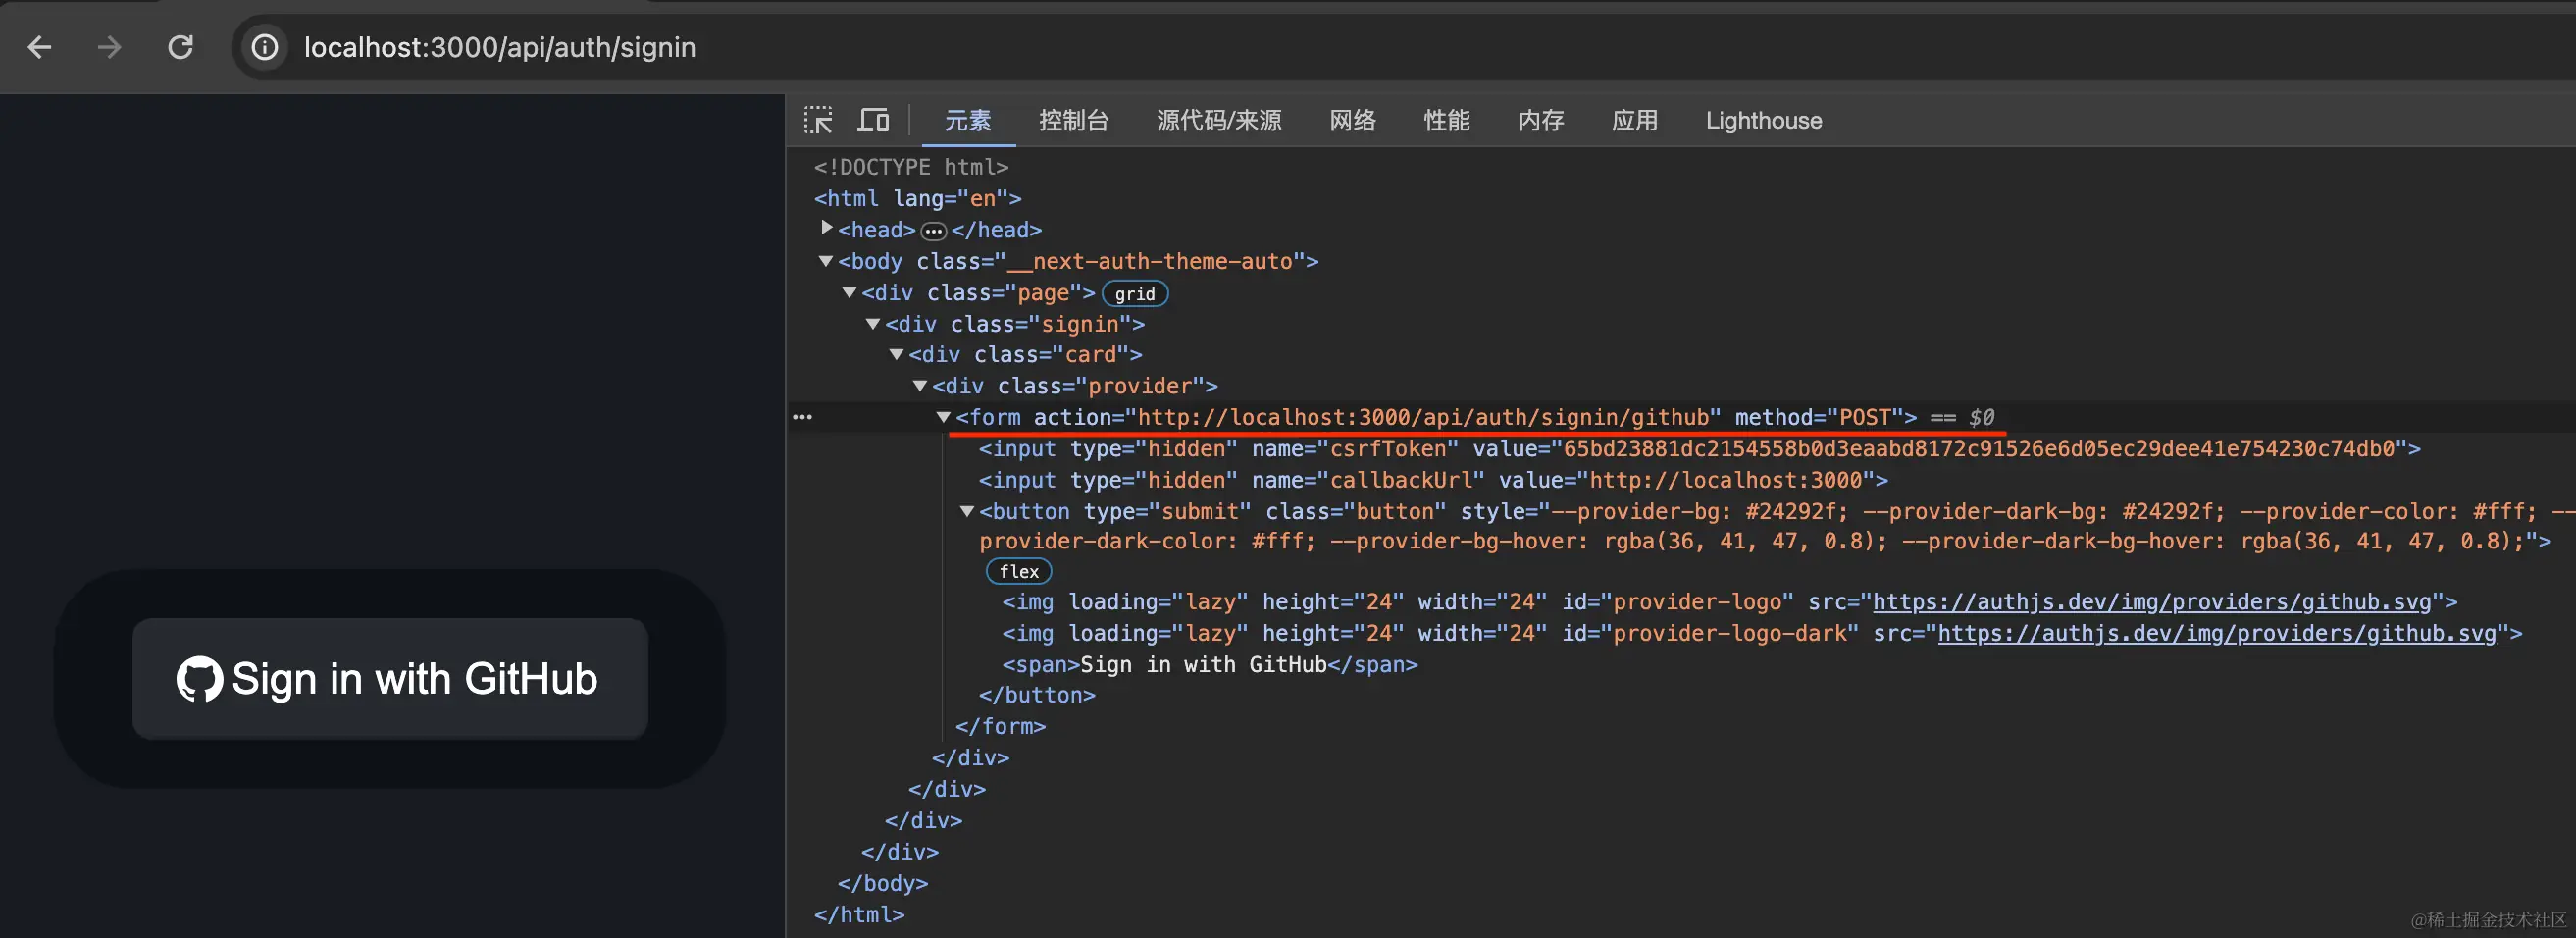 localhost:3000/api/auth/signin
元素 控制台 源代码/来源 网络 性能 内存 应用 Lighthouse
<!DOCTYPE html>
<html lang="en">
<head> ••• </head>
<body class="__next-auth-theme-auto">
<div class="page"> grid
<div class="signin">
<div class="card">
<div class="provider">
••• <form action="http://localhost:3000/api/auth/signin/github" method="POST"> == $0
<input type="hidden" name="csrfToken" value="65bd23881dc2154558b0d3eaabd8172c91526e6d05ec29dee41e754230c74db0">
<input type="hidden" name="callbackUrl" value="http://localhost:3000">
<button type="submit" class="button" style="--provider-bg: #24292f; --provider-dark-bg: #24292f; --provider-color: #fff; --
provider-dark-color: #fff; --provider-bg-hover: rgba(36, 41, 47, 0.8); --provider-dark-bg-hover: rgba(36, 41, 47, 0.8);">
flex
<img loading="lazy" height="24" width="24" id="provider-logo" src="https://authjs.dev/img/providers/github.svg">
<img loading="lazy" height="24" width="24" id="provider-logo-dark" src="https://authjs.dev/img/providers/github.svg">
<span>Sign in with GitHub</span>
</button>
</form>
</div>
</div>
</div>
</div>
</body>
</html>
Sign in with GitHub
@稀土掘金技术社区